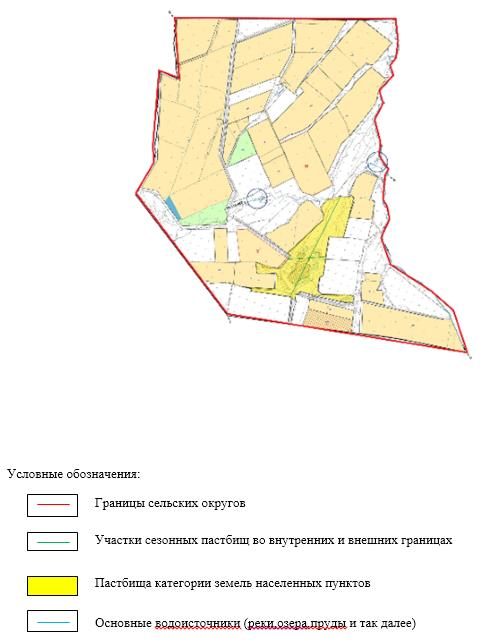 Условные обозначения:
Границы сельских округов
Участки сезонных пастбищ во внутренних и внешних границах
Пастбища категории земель населенных пунктов
Основные водоисточники (реки,озера,пруды и так далее)